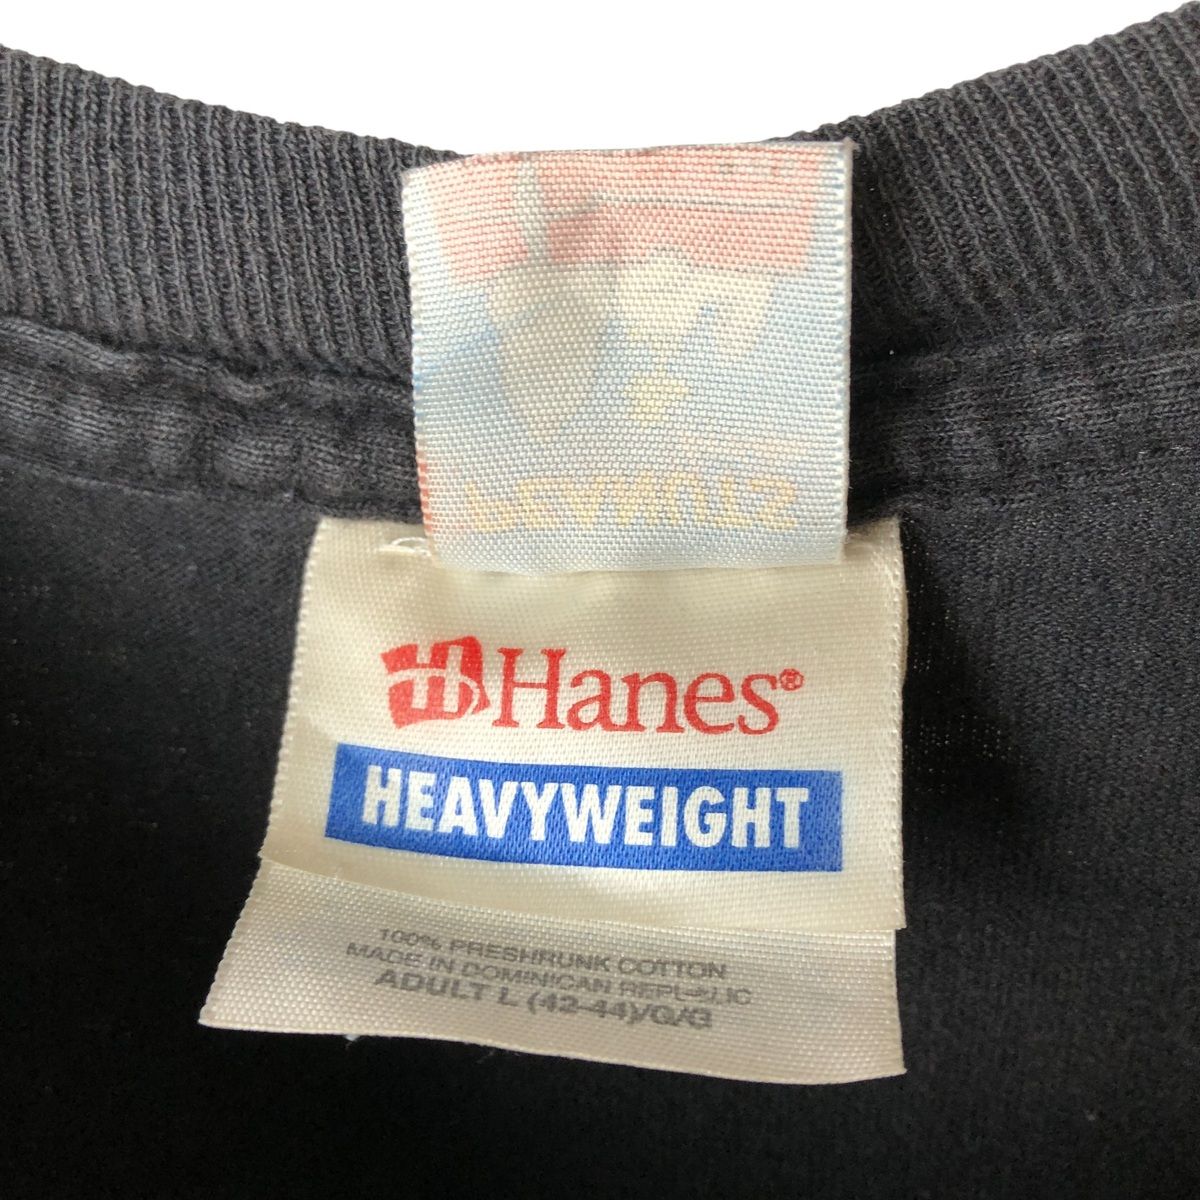 Hanes®
HEAVYWEIGHT
100% PRESHRUNK COTTON
MADE IN DOMINICAN REPUBLIC
ADULT L (42-44)/G/G